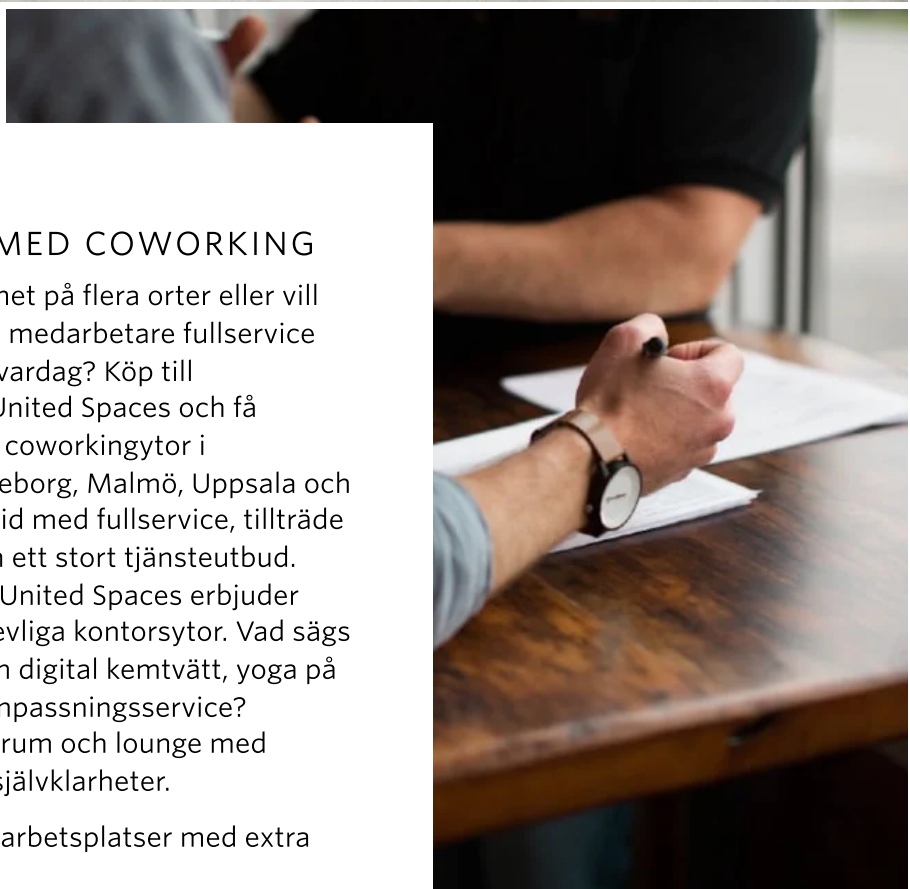 MED COWORKING
het på flera orter eller vill
medarbetare fullservice
vardag? Köp till
United Spaces och få
coworkingytor i
eborg, Malmö, Uppsala och
id med fullservice, tillträde
ett stort tjänsteutbud.
United Spaces erbjuder
evliga kontorsytor. Vad sägs
digital kemtvätt, yoga på
npassningsservice?
rum och lounge med
självklarheter.
arbetsplatser med extra